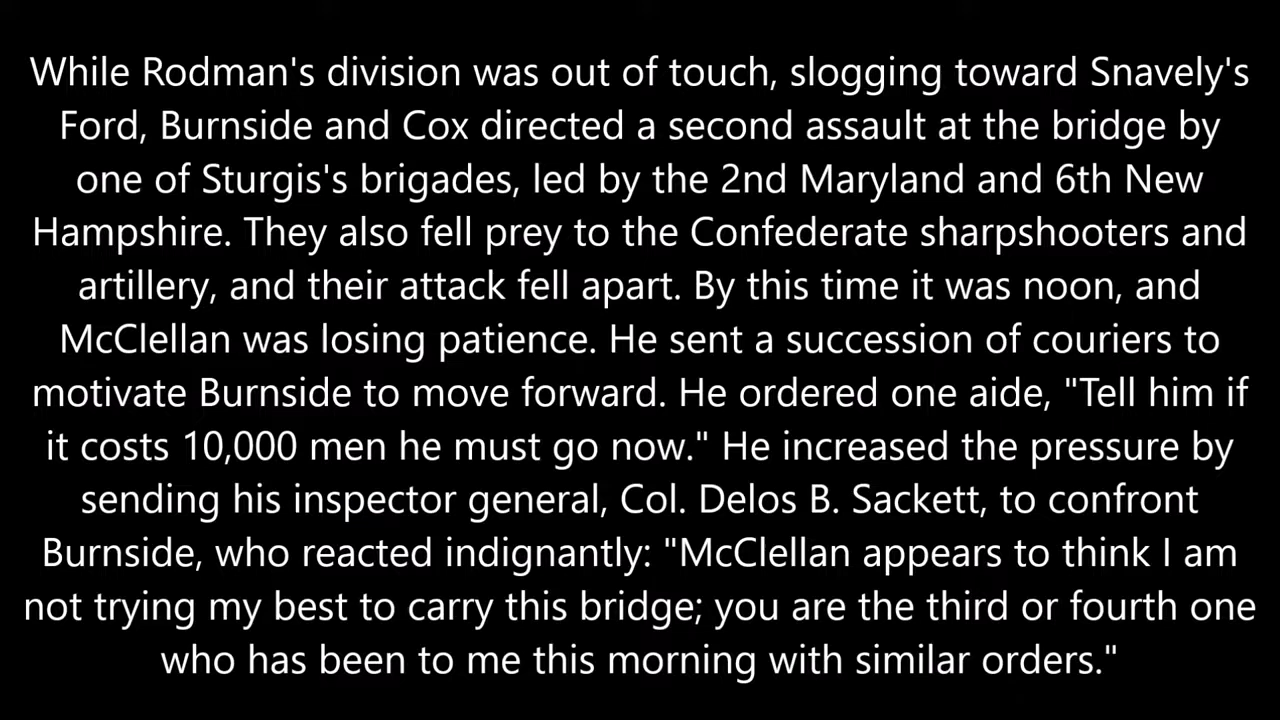 While Rodman's division was out of touch, slogging toward Snavely's
Ford, Burnside and Cox directed a second assault at the bridge by
one of Sturgis's brigades, led by the 2nd Maryland and 6th New
Hampshire. They also fell prey to the Confederate sharpshooters and
artillery, and their attack fell apart. By this time it was noon, and
McClellan was losing patience. He sent a succession of couriers to
motivate Burnside to move forward. He ordered one aide, "Tell him if
it costs 10,000 men he must go now." He increased the pressure by
sending his inspector general, Col. Delos B. Sackett, to confront
Burnside, who reacted indignantly: "McClellan appears to think I am
not trying my best to carry this bridge; you are the third or fourth one
who has been to me this morning with similar orders."